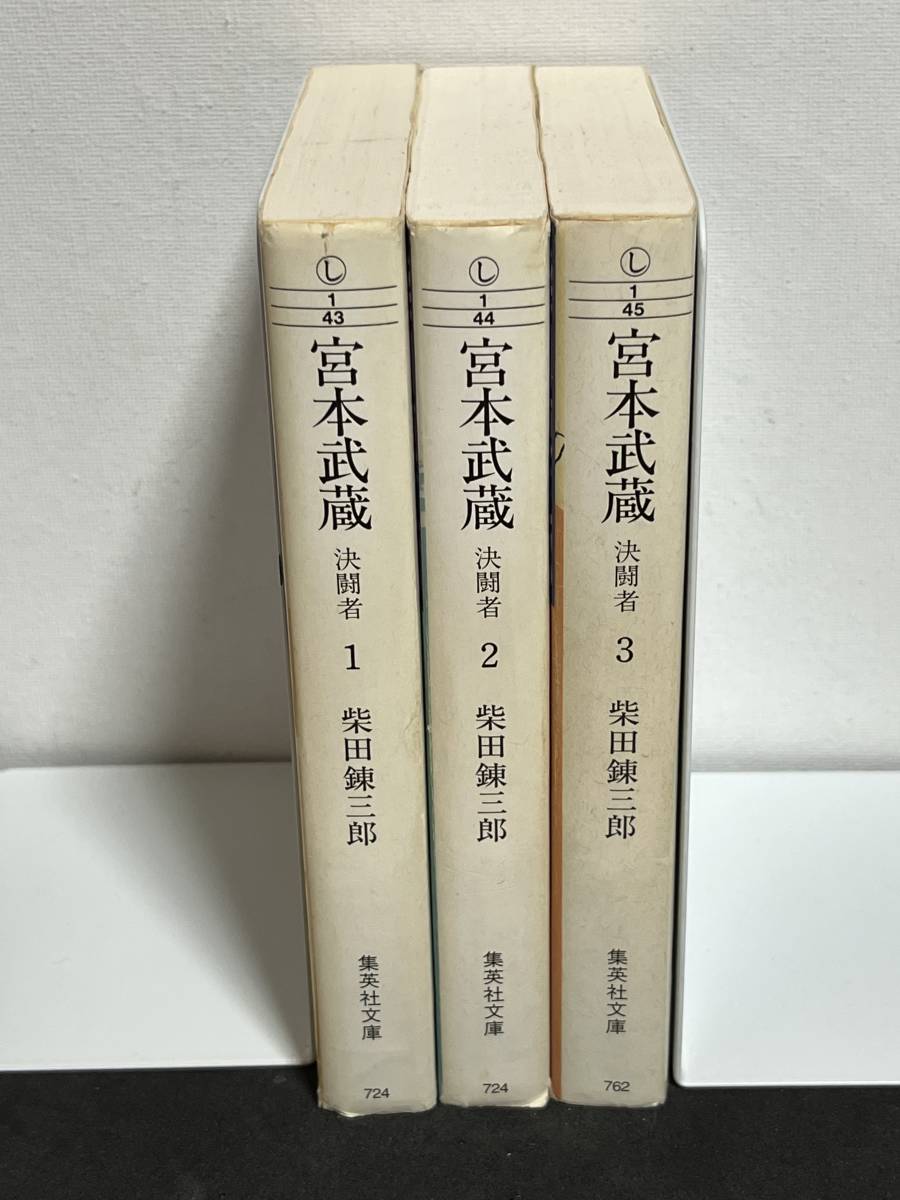 し
1
43
宮本武蔵
決闘者
1
柴田錬三郎
集英社文庫
724
し
1
44
宮本武蔵
決闘者
2
柴田錬三郎
集英社文庫
724
し
1
45
宮本武蔵
決闘者
3
柴田錬三郎
集英社文庫
762